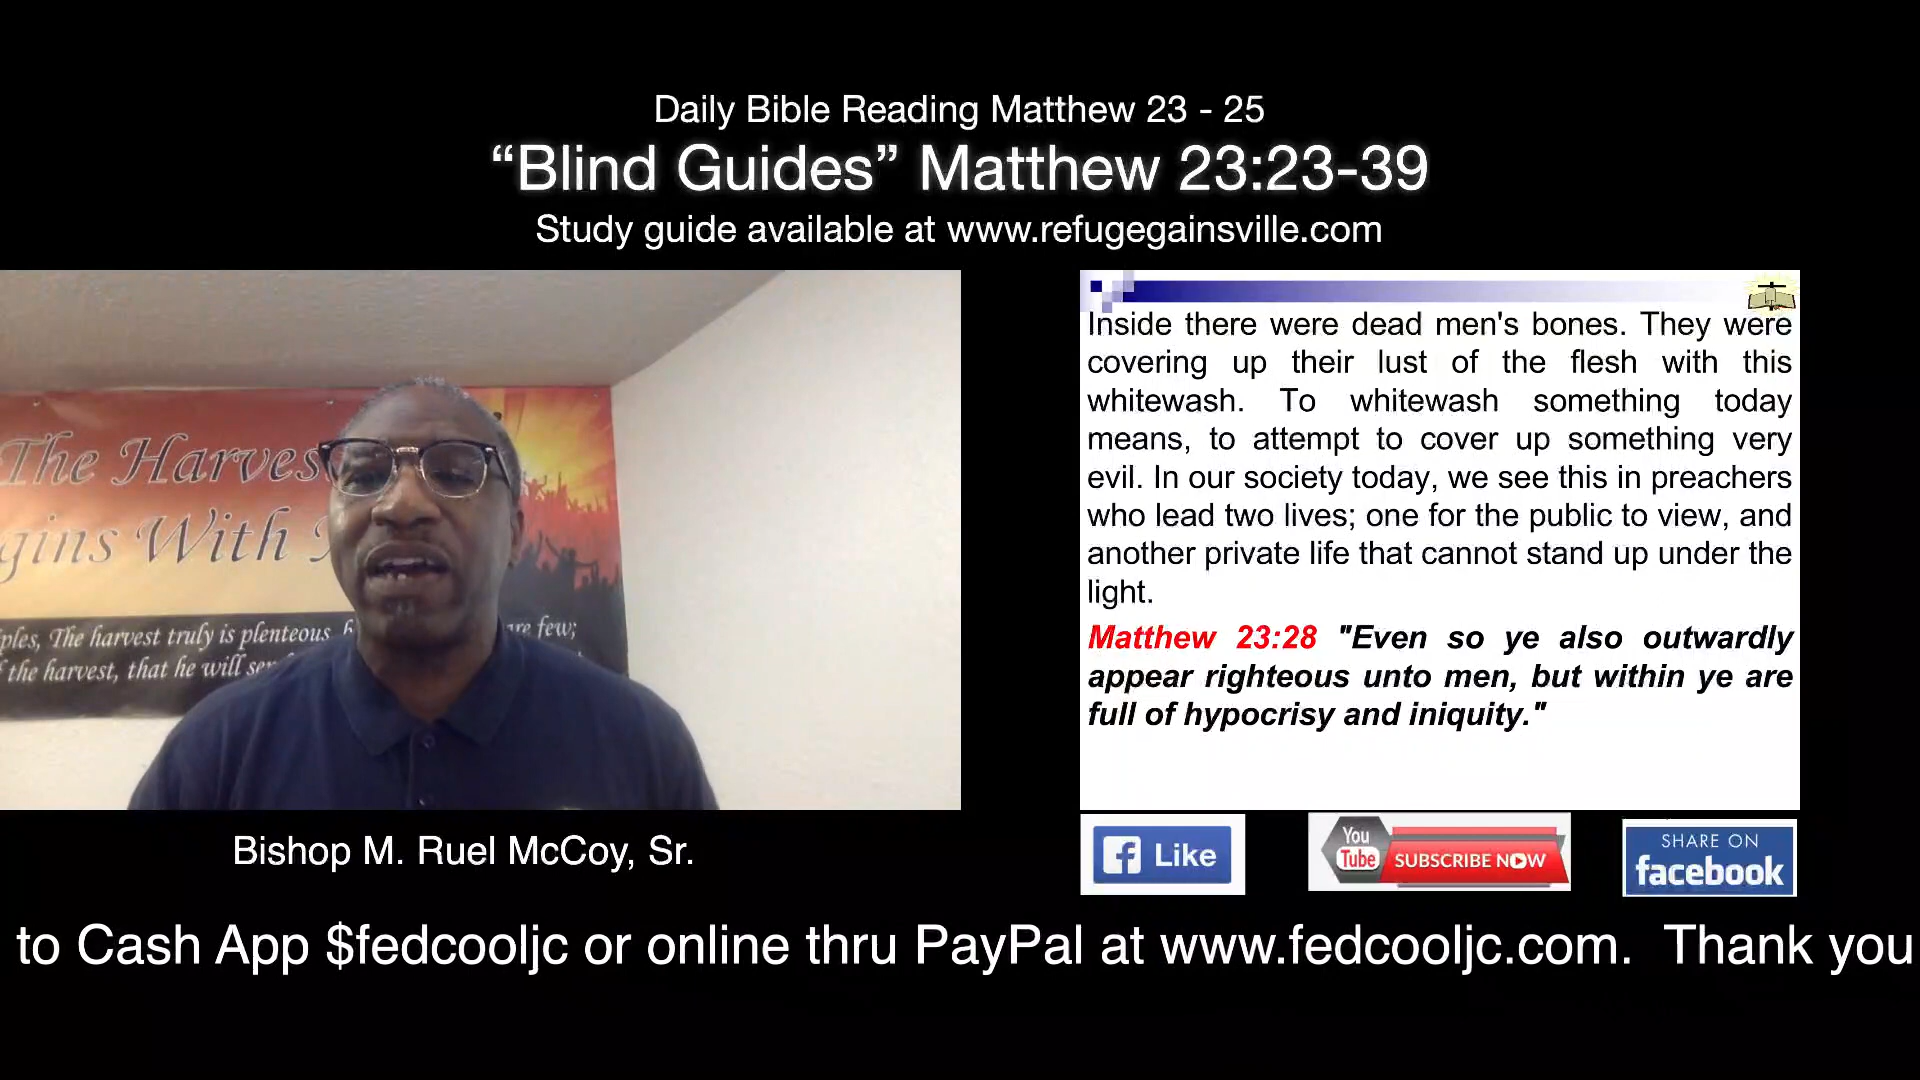 Daily Bible Reading Matthew 23 - 25
“Blind Guides” Matthew 23:23-39
Study guide available at www.refugegainsville.com
The Harves
gins With
ples, The harvest truly is plenteous, b
are few;
f the harvest, that he will se
Inside there were dead men's bones. They were
covering up their lust of the flesh with this
whitewash. To whitewash something today
means, to attempt to cover up something very
evil. In our society today, we see this in preachers
who lead two lives; one for the public to view, and
another private life that cannot stand up under the
light.
Matthew 23:28 "Even so ye also outwardly
appear righteous unto men, but within ye are
full of hypocrisy and iniquity."
Bishop M. Ruel McCoy, Sr.
Like
You
Tube
SUBSCRIBE NOW
SHARE ON
facebook
to Cash App $fedcooljc or online thru PayPal at www.fedcooljc.com. Thank you